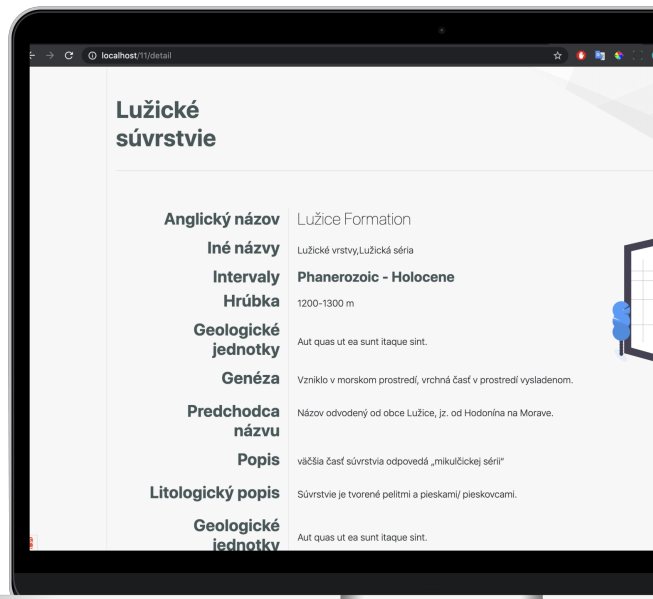 localhost/11/detail
Lužické
súvrstvie
Anglický názov Lužice Formation
Iné názvy Lužické vrstvy,Lužická séria
Intervaly Phanerozoic - Holocene
Hrúbka 1200-1300 m
Geologické
jednotky Aut quas ut ea sunt itaque sint.
Genéza Vzniklo v morskom prostredí, vrchná časť v prostredí vysladenom.
Predchodca Názov odvodený od obce Lužice, jz. od Hodonína na Morave.
názvu
Popis väčšia časť súvrstvia odpovedá „mikulčickej sérii“
Litologický popis Súvrstvie je tvorené pelitmi a pieskami/ pieskovcami.
Geologické
jednotky Aut quas ut ea sunt itaque sint.